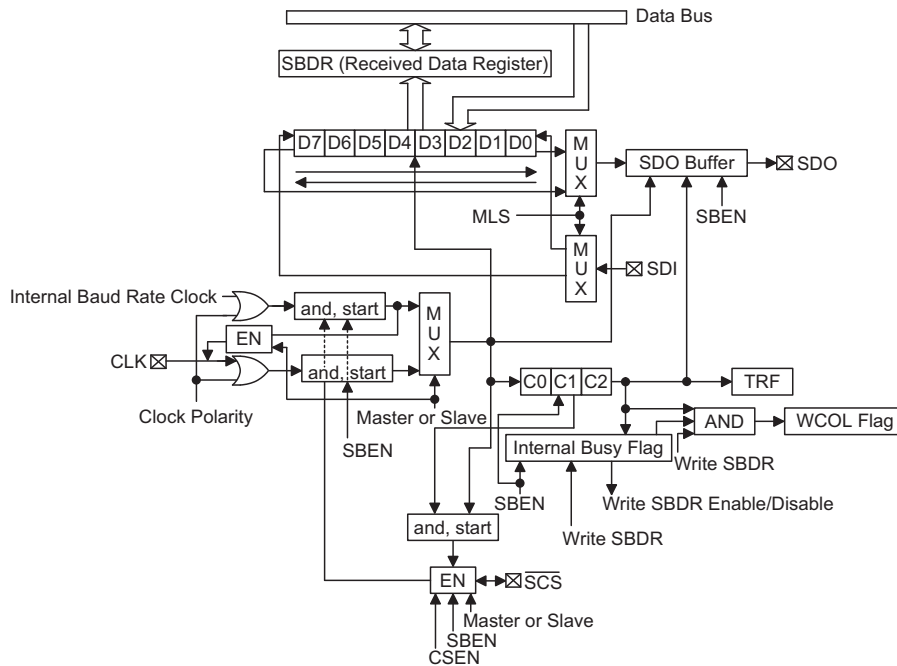 Data Bus
SBDR (Received Data Register)
D7 D6 D5 D4 D3 D2 D1 D0
MUX
SDO Buffer
SDO
MLS
SBEN
MUX
SDI
Internal Baud Rate Clock
and, start
MUX
EN
CLK
and, start
C0 C1 C2
TRF
Clock Polarity
Master or Slave
AND
WCOL Flag
SBEN
Internal Busy Flag
Write SBDR
SBEN
Write SBDR Enable/Disable
and, start
Write SBDR
EN
SCS
Master or Slave
SBEN
CSEN